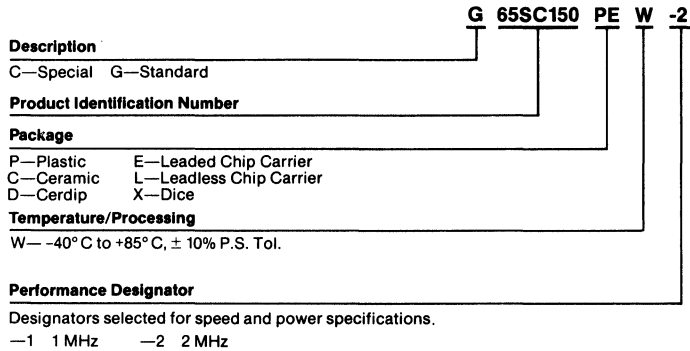 G 65SC150 PE W -2
Description
C—Special G—Standard
Product Identification Number
Package
P—Plastic E—Leaded Chip Carrier
C—Ceramic L—Leadless Chip Carrier
D—Cerdip X—Dice
Temperature/Processing
W— -40° C to +85° C, ± 10% P.S. Tol.
Performance Designator
Designators selected for speed and power specifications.
—1 1 MHz —2 2 MHz